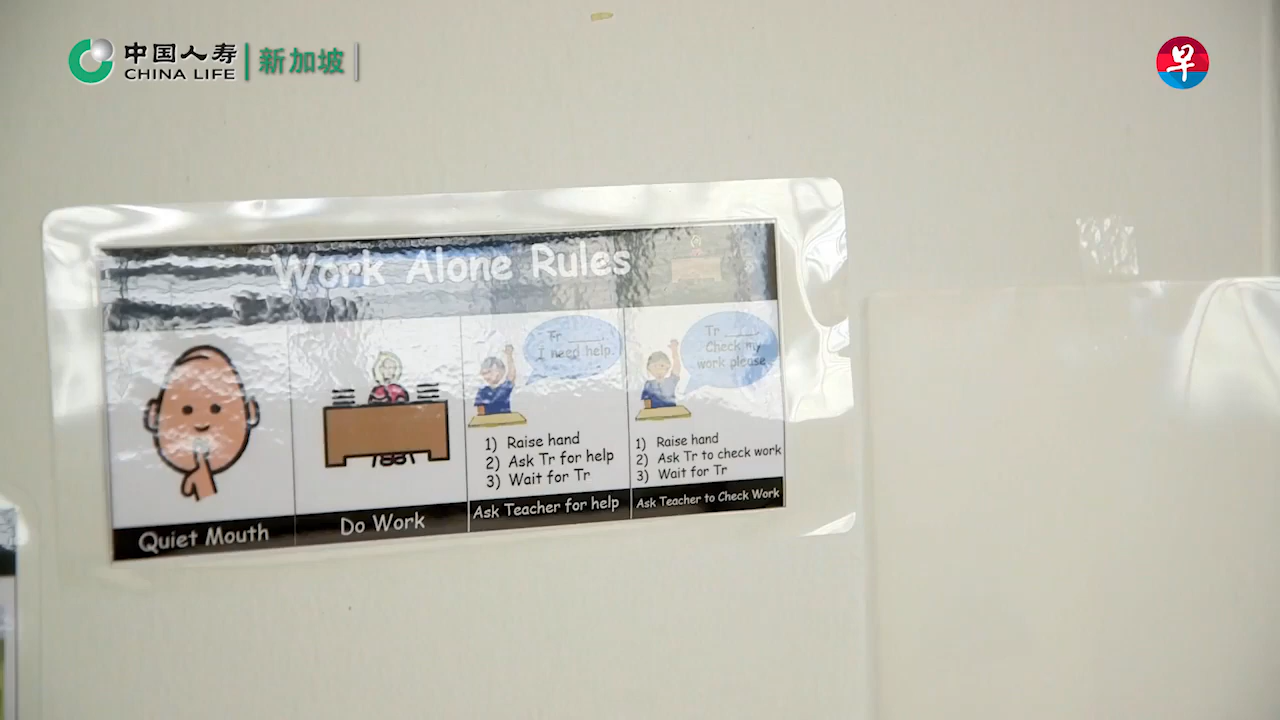 中国人寿
CHINA LIFE
新加坡
早
Work Alone Rules
Tr ____
I need help.
Tr ____
Check my
work please
1) Raise hand
2) Ask Tr for help
3) Wait for Tr
1) Raise hand
2) Ask Tr to check work
3) Wait for Tr
Quiet Mouth
Do Work
Ask Teacher for help
Ask Teacher to Check Work